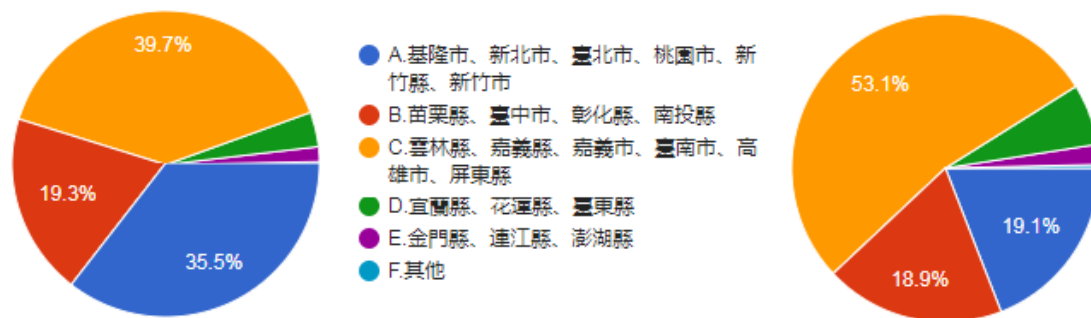 39.7%
19.3%
35.5%
A.基隆市、新北市、臺北市、桃園市、新
竹縣、新竹市
B.苗栗縣、臺中市、彰化縣、南投縣
C.雲林縣、嘉義縣、嘉義市、臺南市、高
雄市、屏東縣
D.宜蘭縣、花蓮縣、臺東縣
E.金門縣、連江縣、澎湖縣
F.其他
53.1%
19.1%
18.9%